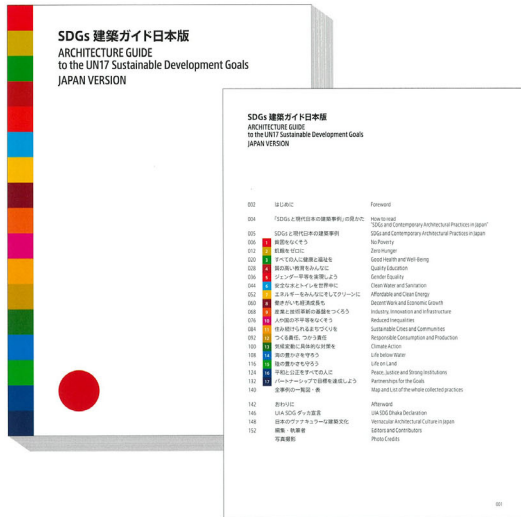 SDGs 建築ガイド日本版
ARCHITECTURE GUIDE
to the UN17 Sustainable Development Goals
JAPAN VERSION
SDGs 建築ガイド日本版
ARCHITECTURE GUIDE
to the UN17 Sustainable Development Goals
JAPAN VERSION
002 はじめに Foreword
004 「SDGsと現代日本の建築事例」の見かた How to read
"SDGs and Contemporary Architectural Practices in Japan"
005 SDGsと現代日本の建築事例 SDGs and Contemporary Architectural Practices in Japan
006 1 貧困をなくそう No Poverty
012 2 飢餓をゼロに Zero Hunger
020 3 すべての人に健康と福祉を Good Health and Well-Being
028 4 質の高い教育をみんなに Quality Education
036 5 ジェンダー平等を実現しよう Gender Equality
044 6 安全な水とトイレを世界中に Clean Water and Sanitation
052 7 エネルギーをみんなにそしてクリーンに Affordable and Clean Energy
060 8 働きがいも経済成長も Decent Work and Economic Growth
068 9 産業と技術革新の基盤をつくろう Industry, Innovation and Infrastructure
076 10 人や国の不平等をなくそう Reduced Inequalities
084 11 住み続けられるまちづくりを Sustainable Cities and Communities
092 12 つくる責任、つかう責任 Responsible Consumption and Production
100 13 気候変動に具体的な対策を Climate Action
108 14 海の豊かさを守ろう Life below Water
116 15 陸の豊かさも守ろう Life on Land
124 16 平和と公正をすべての人に Peace, Justice and Strong Institutions
132 17 パートナーシップで目標を達成しよう Partnerships for the Goals
140 全事例の一覧図・表 Map and List of the whole collected practices
142 おわりに Afterward
146 UIA SDG ダッカ宣言 UIA SDG Dhaka Declaration
148 日本のヴァナキュラーな建築文化 Vernacular Architectural Culture in Japan
152 編集・執筆者 Editors and Contributors
写真撮影 Photo Credits
001